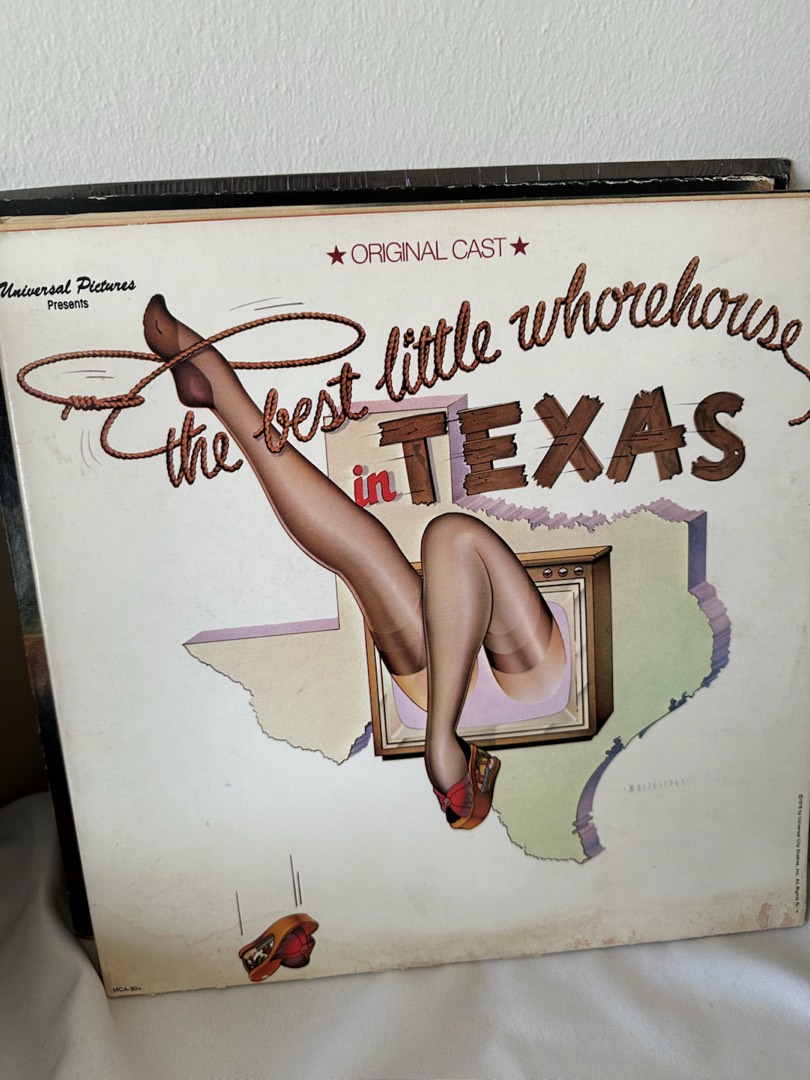 ★ ORIGINAL CAST ★
Universal Pictures
Presents
the best little whorehouse
in TEXAS